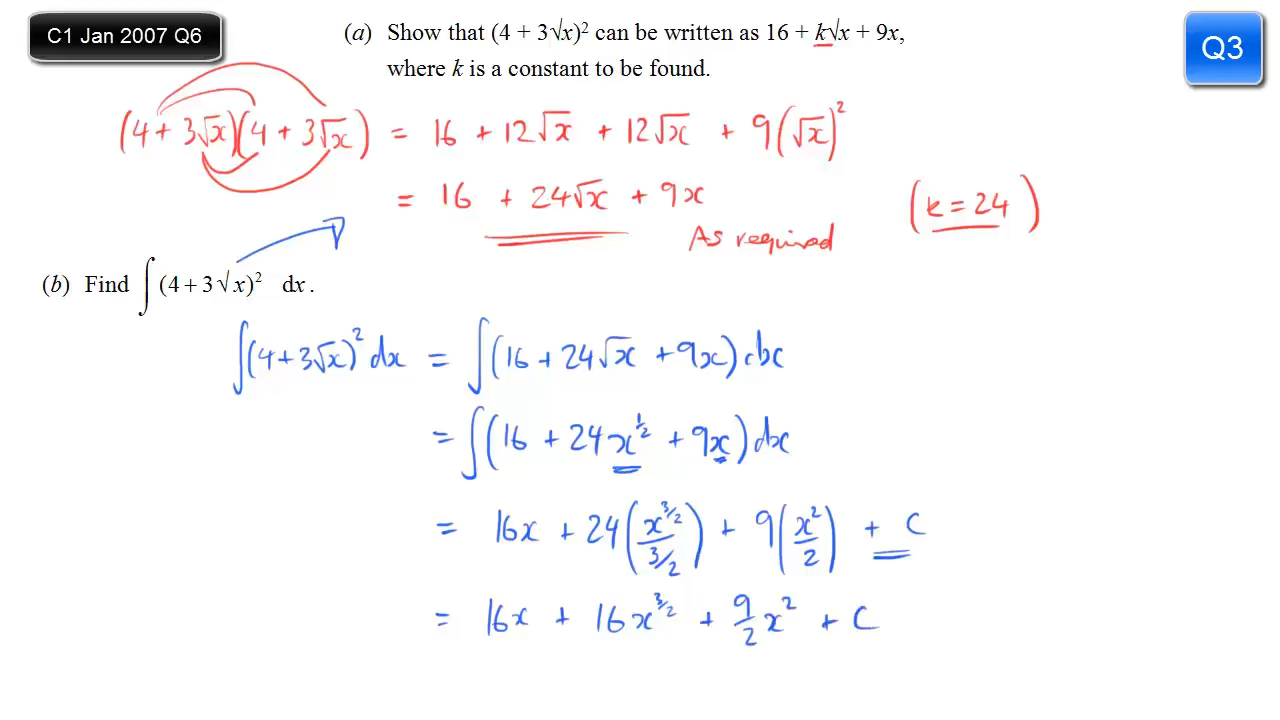 C1 Jan 2007 Q6
(a) Show that (4 + 3√x)² can be written as 16 + k√x + 9x,
where k is a constant to be found.
Q3
(4 + 3√x)(4 + 3√x) = 16 + 12√x + 12√x + 9(√x)²
= 16 + 24√x + 9x
(k = 24)
As required
(b) Find ∫(4 + 3√x)² dx.
∫(4+3√x)² dx = ∫(16 + 24√x + 9x) dx
= ∫(16 + 24x^½ + 9x) dx
= 16x + 24(x^3/2 / 3/2) + 9(x²/2) + C
= 16x + 16x^3/2 + 9/2 x² + C